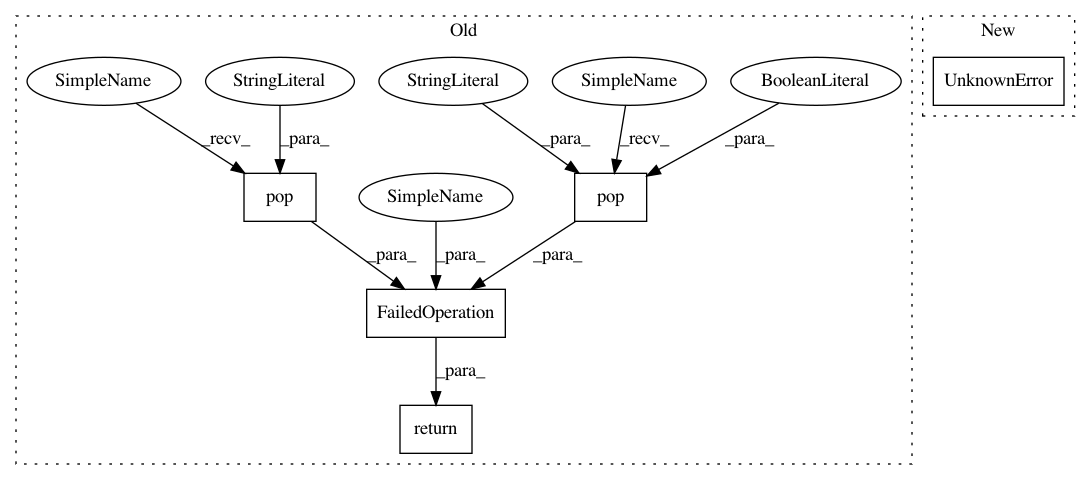 Old
New
SimpleName
StringLiteral
StringLiteral
SimpleName
BooleanLiteral
UnknownError
_recv_
_para_
_para_
_recv_
_para_
pop
SimpleName
pop
_para_
_para_
_para_
FailedOperation
_para_
return